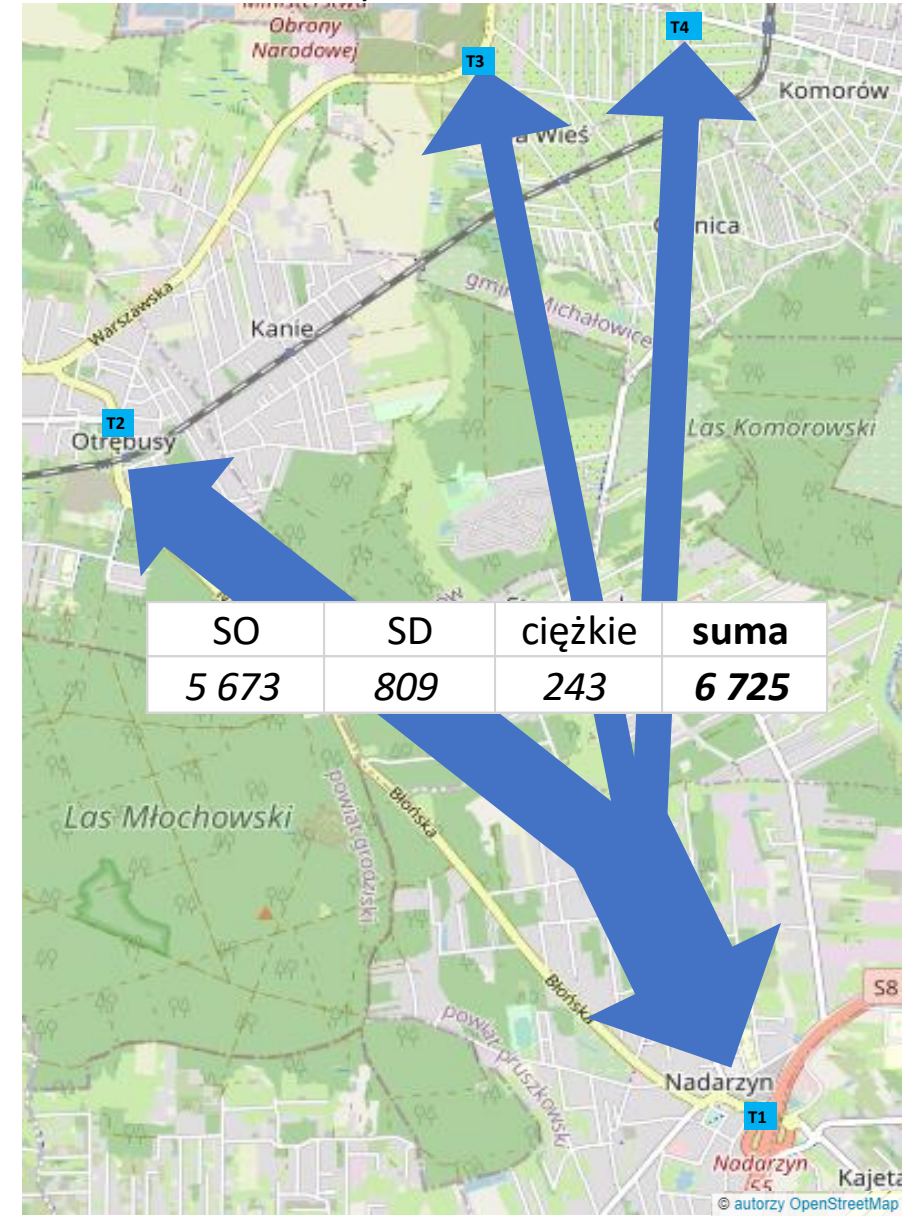 Obrony
Narodowej
T3
T4
Komorów
a Wieś
nica
gmin
Michałowice
Warszawska
Kanie
T2
Otrębusy
Las Komorowski
SO SD ciężkie suma
5 673 809 243 6 725
Las Młochowski
powiat grodziski
Błońska
Błońska
powiat pruszkowski
S8
Nadarzyn
T1
Nadarzyn
Kajeta
© autorzy OpenStreetMap